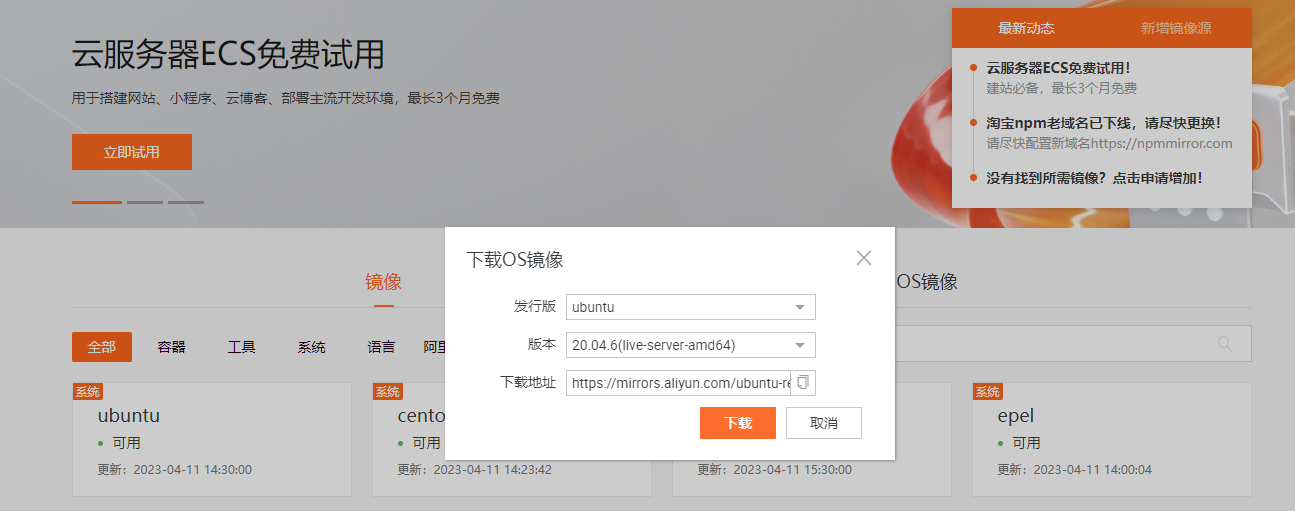 云服务器ECS免费试用
用于搭建网站、小程序、云博客、部署主流开发环境，最长3个月免费
立即试用
最新动态
新增镜像源
云服务器ECS免费试用！
建站必备，最长3个月免费
淘宝npm老域名已下线，请尽快更换！
请尽快配置新域名https://npmmirror.com
没有找到所需镜像？点击申请增加！
镜像
OS镜像
下载OS镜像
发行版 ubuntu
版本 20.04.6(live-server-amd64)
下载地址 https://mirrors.aliyun.com/ubuntu-re
下载 取消
全部 容器 工具 系统 语言 阿里
系统
ubuntu
可用
更新：2023-04-11 14:30:00
系统
cento
可用
更新：2023-04-11 14:23:42
更新：2023-04-11 15:30:00
系统
epel
可用
更新：2023-04-11 14:00:04